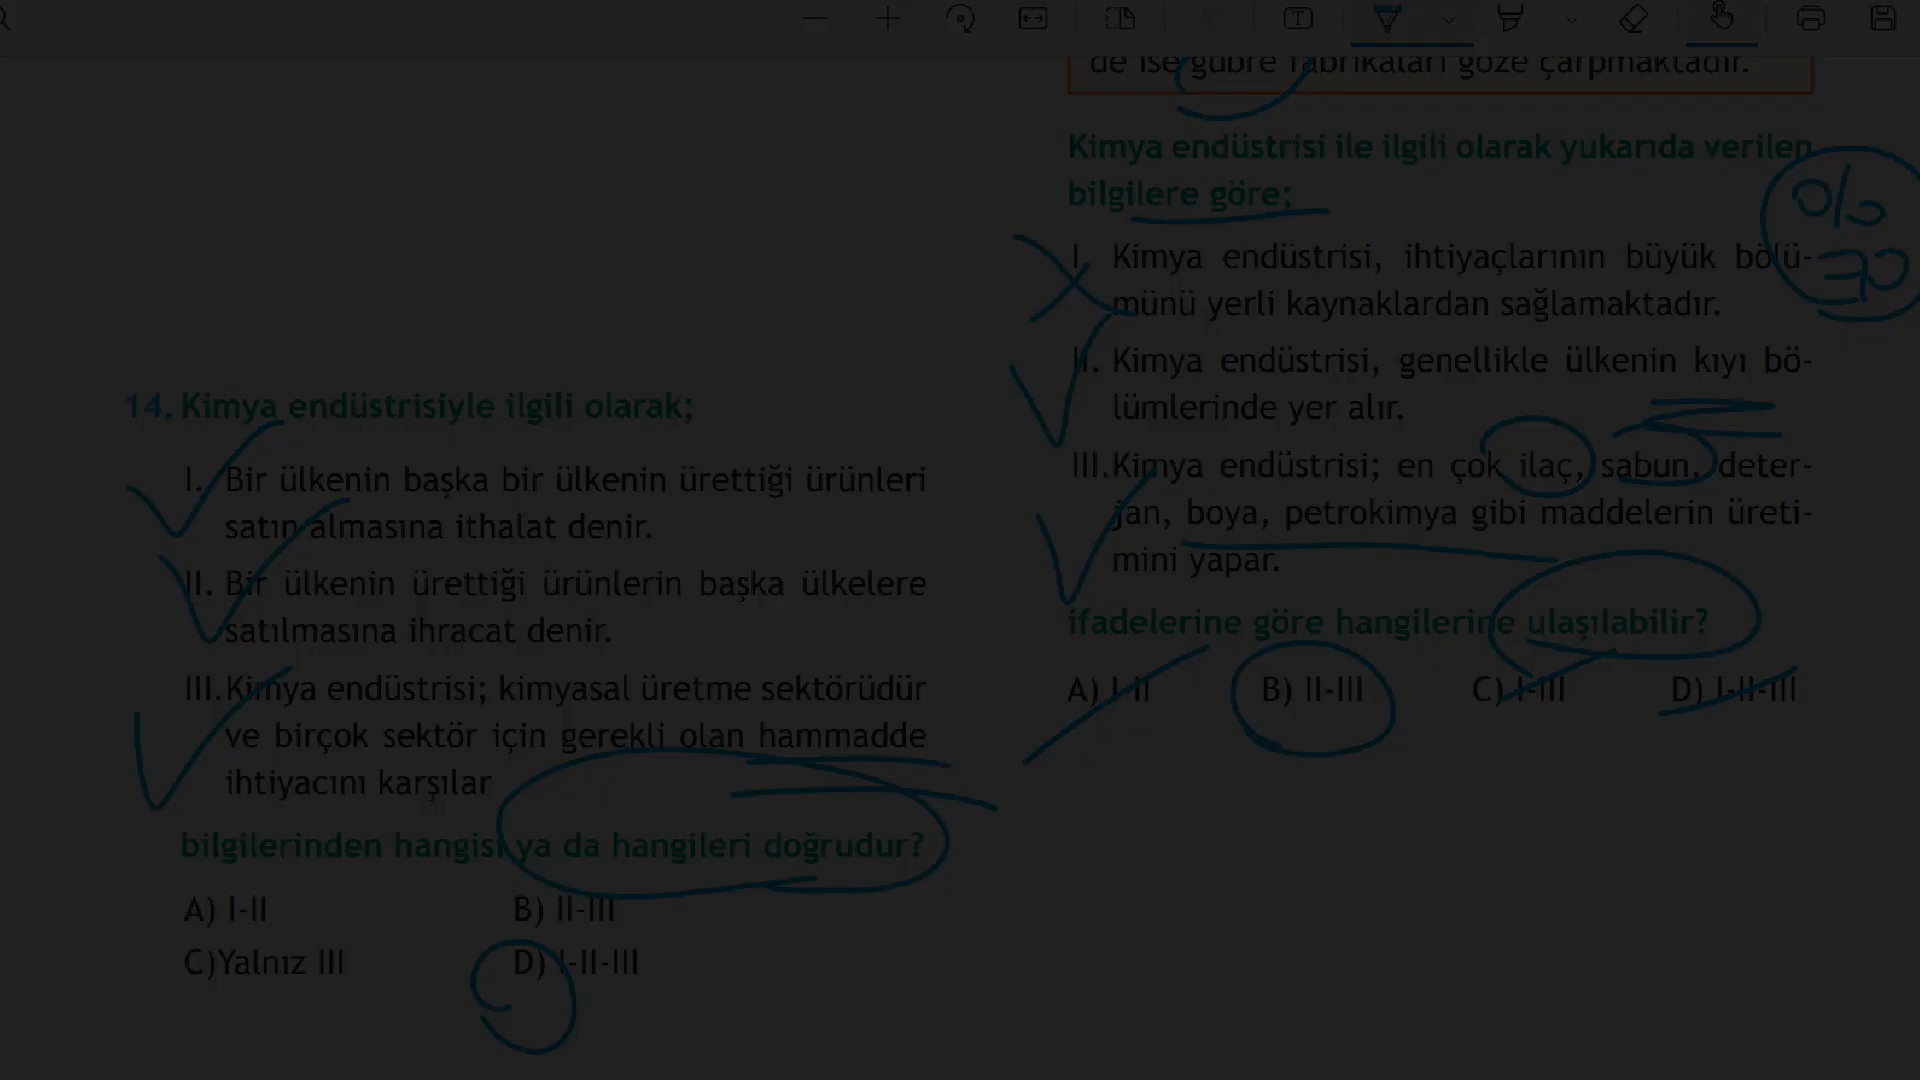 14. Kimya endüstrisiyle ilgili olarak;
I. Bir ülkenin başka bir ülkenin ürettiği ürünleri
satın almasına ithalat denir.
II. Bir ülkenin ürettiği ürünlerin başka ülkelere
satılmasına ihracat denir.
III. Kimya endüstrisi; kimyasal üretme sektörüdür
ve birçok sektör için gerekli olan hammadde
ihtiyacını karşılar
bilgilerinden hangisi ya da hangileri doğrudur?
A) I-II B) II-III
C)Yalnız III D) I-II-III
de ise gübre fabrikaları göze çarpmaktadır.
Kimya endüstrisi ile ilgili olarak yukarıda verilen
bilgilere göre;
I. Kimya endüstrisi, ihtiyaçlarının büyük bölü-
münü yerli kaynaklardan sağlamaktadır.
II. Kimya endüstrisi, genellikle ülkenin kıyı bö-
lümlerinde yer alır.
III. Kimya endüstrisi; en çok ilaç, sabun, deter-
jan, boya, petrokimya gibi maddelerin üreti-
mini yapar.
ifadelerine göre hangilerine ulaşılabilir?
A) I-II B) II-III C) I-III D) I-II-III
%
70